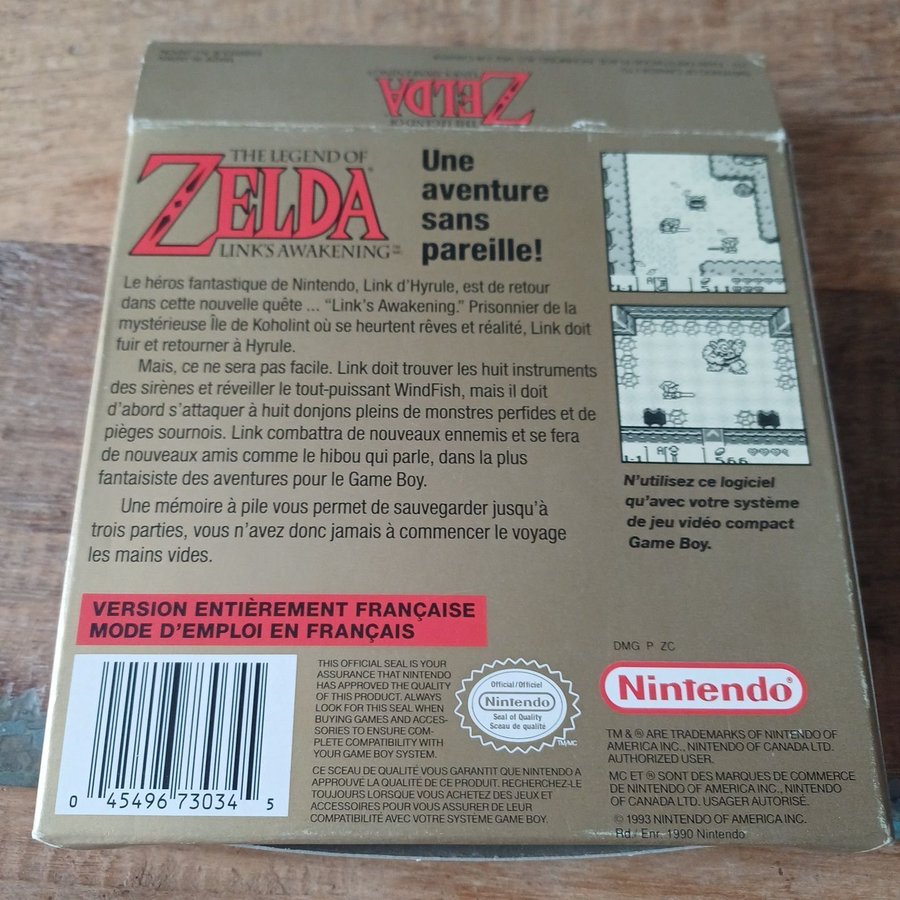 THE LEGEND OF
ZELDA
LINK'S AWAKENING™
THE LEGEND OF
ZELDA®
LINK'S AWAKENING™
Une
aventure
sans
pareille!
Le héros fantastique de Nintendo, Link d'Hyrule, est de retour
dans cette nouvelle quête ... “Link's Awakening.” Prisonnier de la
mystérieuse Île de Koholint où se heurtent rêves et réalité, Link doit
fuir et retourner à Hyrule.
Mais, ce ne sera pas facile. Link doit trouver les huit instruments
des sirènes et réveiller le tout-puissant WindFish, mais il doit
d'abord s'attaquer à huit donjons pleins de monstres perfides et de
pièges sournois. Link combattra de nouveaux ennemis et se fera
de nouveaux amis comme le hibou qui parle, dans la plus
fantaisiste des aventures pour le Game Boy.
Une mémoire à pile vous permet de sauvegarder jusqu'à
trois parties, vous n'avez donc jamais à commencer le voyage
les mains vides.
N'utilisez ce logiciel
qu'avec votre système
de jeu vidéo compact
Game Boy.
VERSION ENTIÈREMENT FRANÇAISE
MODE D'EMPLOI EN FRANÇAIS
0 45496 73034 5
THIS OFFICIAL SEAL IS YOUR
ASSURANCE THAT NINTENDO
HAS APPROVED THE QUALITY
OF THIS PRODUCT. ALWAYS
LOOK FOR THIS SEAL WHEN
BUYING GAMES AND ACCES-
SORIES TO ENSURE COM-
PLETE COMPATIBILITY WITH
YOUR GAME BOY SYSTEM.
CE SCEAU DE QUALITÉ VOUS GARANTIT QUE NINTENDO A
APPROUVÉ LA QUALITÉ DE CE PRODUIT. RECHERCHEZ-LE
TOUJOURS LORSQUE VOUS ACHETEZ DES JEUX ET
ACCESSOIRES POUR VOUS ASSURER DE LEUR
COMPATIBILITÉ AVEC VOTRE SYSTÈME GAME BOY.
Official/Officiel
Nintendo
Seal of Quality
Sceau de qualité
TM/MC
DMG P ZC
Nintendo®
TM & ® ARE TRADEMARKS OF NINTENDO OF
AMERICA INC., NINTENDO OF CANADA LTD.
AUTHORIZED USER.
MC ET ® SONT DES MARQUES DE COMMERCE
DE NINTENDO OF AMERICA INC., NINTENDO
OF CANADA LTD. USAGER AUTORISÉ.
© 1993 NINTENDO OF AMERICA INC.
Rd./ Enr. 1990 Nintendo